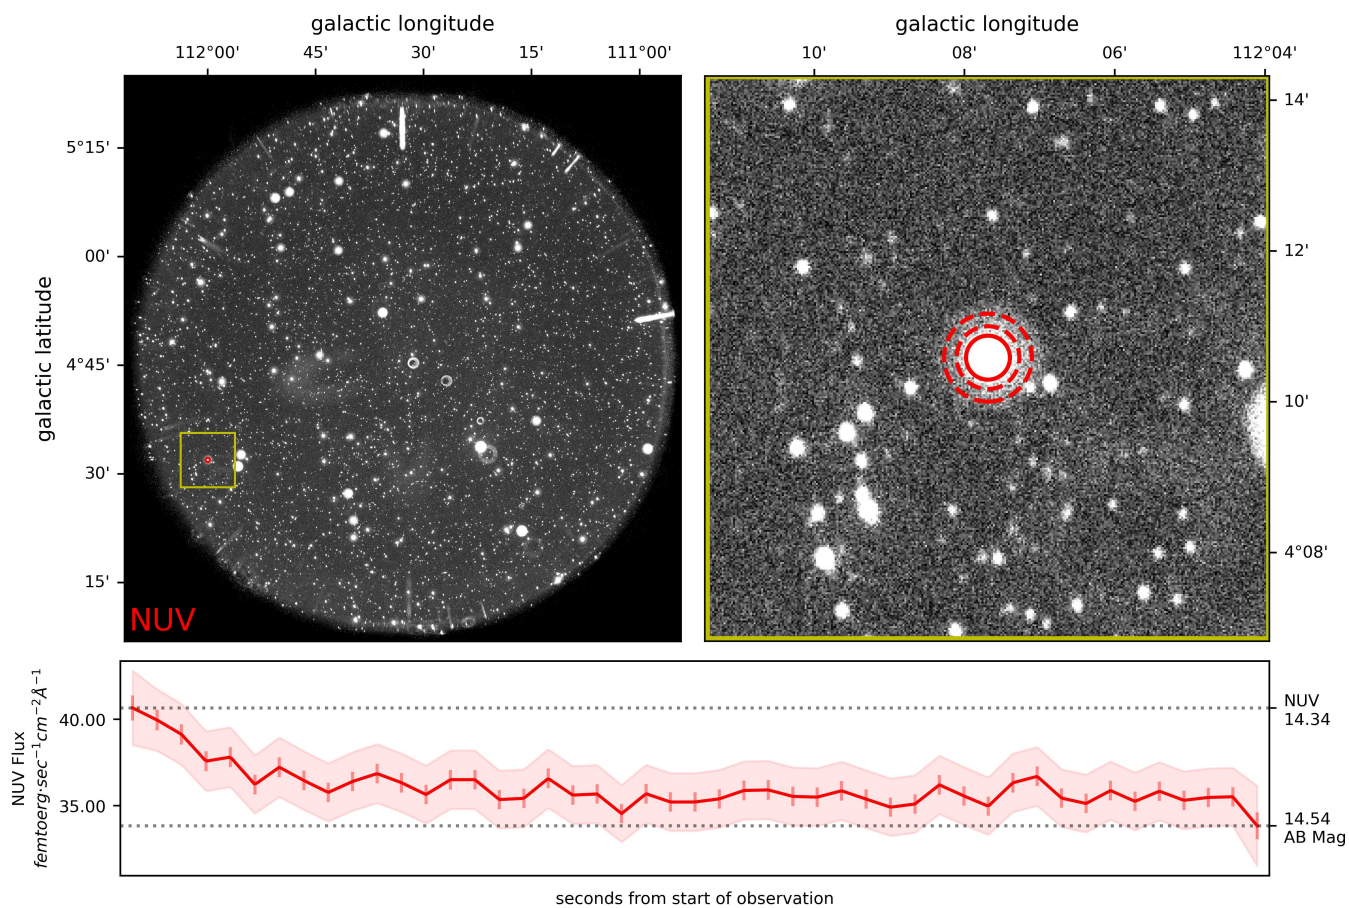 galactic longitude
galactic longitude
112°00' 45' 30' 15' 111°00'
10' 08' 06' 112°04'
galactic latitude
5°15'
00'
4°45'
30'
15'
14'
12'
10'
4°08'
NUV
NUV Flux
femtoerg·sec⁻¹cm⁻²Å⁻¹
40.00
35.00
NUV
14.34
14.54
AB Mag
seconds from start of observation